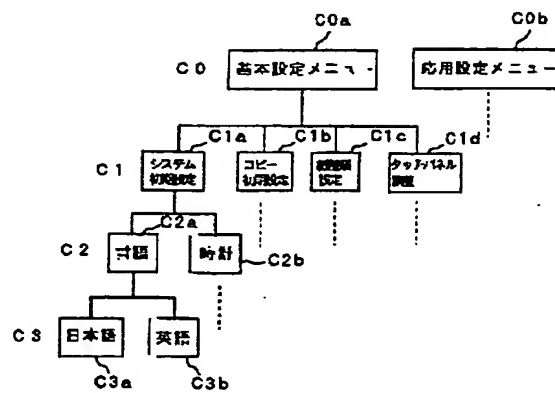 C0a
C0b
C0
基本設定メニュー
応用設定メニュー
C1a
C1b
C1c
C1d
C1
システム
初期設定
コピー
初期設定
設定
タッチパネル
調整
C2a
C2
言語
時計
C2b
C3
日本語
英語
C3a
C3b